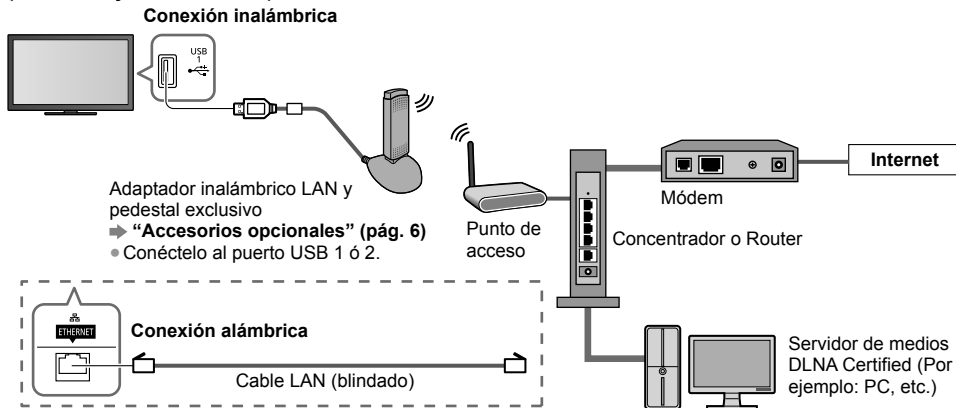 Conexión inalámbrica
USB
1
Adaptador inalámbrico LAN y
pedestal exclusivo
➡ “Accesorios opcionales” (pág. 6)
● Conéctelo al puerto USB 1 ó 2.
Punto de
acceso
Módem
Internet
Concentrador o Router
ETHERNET
Conexión alámbrica
Cable LAN (blindado)
Servidor de medios
DLNA Certified (Por
ejemplo: PC, etc.)